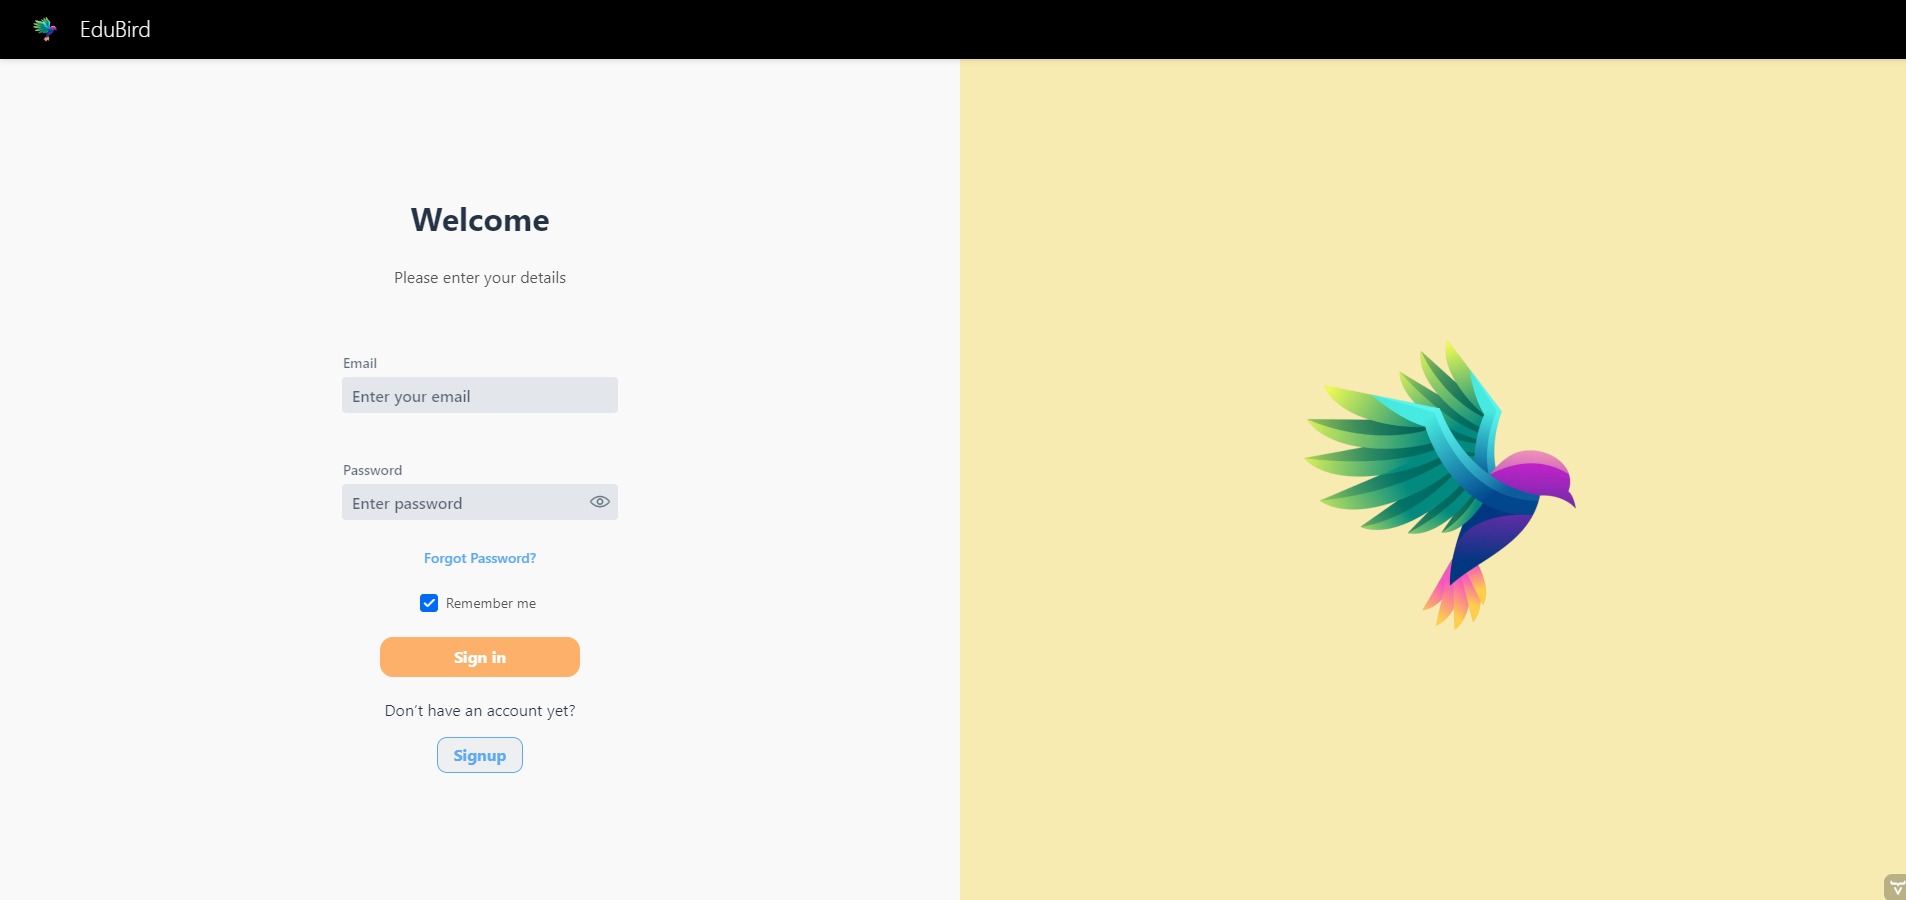 EduBird
Welcome
Please enter your details
Email
Enter your email
Password
Enter password
Forgot Password?
Remember me
Sign in
Don't have an account yet?
Signup